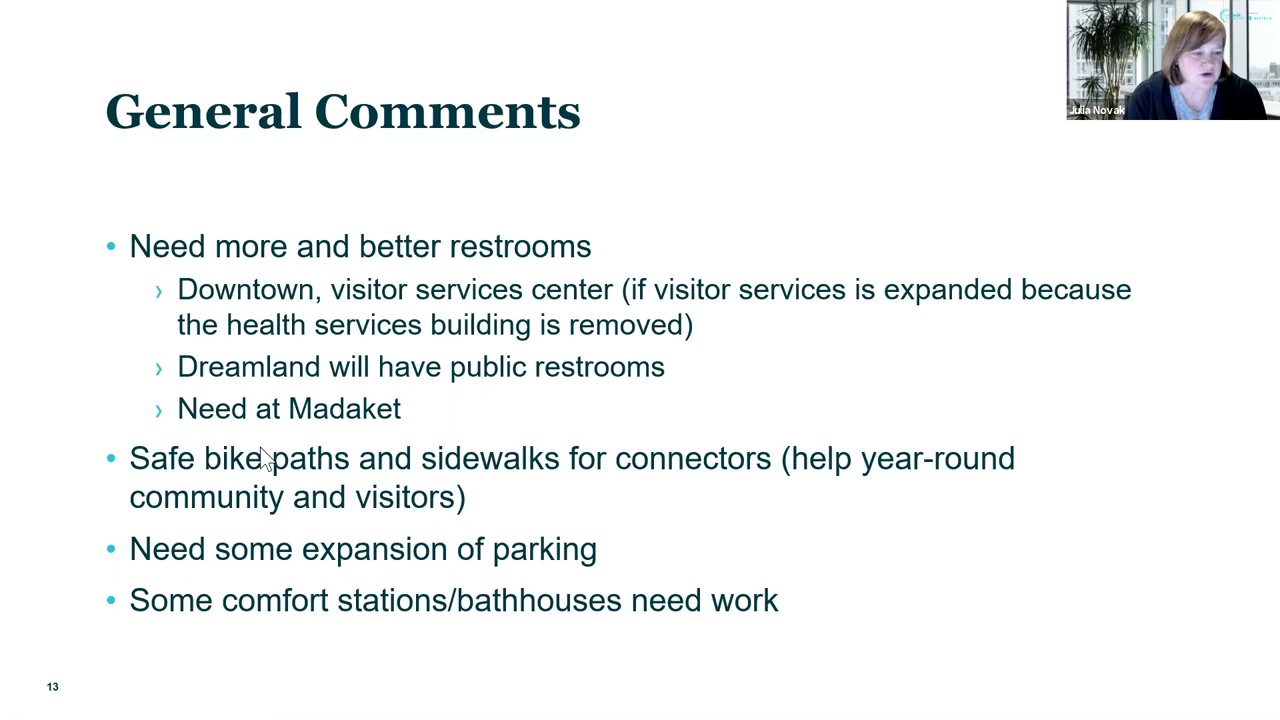 General Comments
Julia Novak
• Need more and better restrooms
› Downtown, visitor services center (if visitor services is expanded because
the health services building is removed)
› Dreamland will have public restrooms
› Need at Madaket
• Safe bike paths and sidewalks for connectors (help year-round
community and visitors)
• Need some expansion of parking
• Some comfort stations/bathhouses need work
13